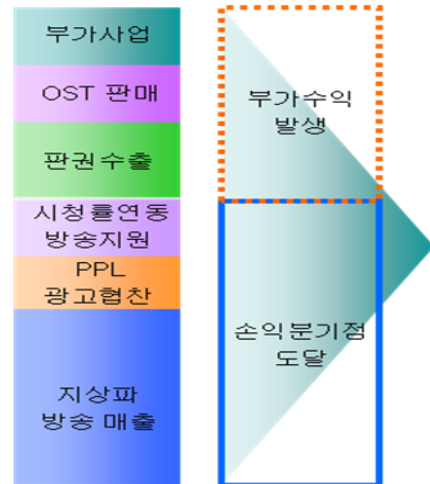 부가사업
OST 판매
판권수출
시청률연동
방송지원
PPL
광고협찬
지상파
방송 매출
부가수익
발생
손익분기점
도달